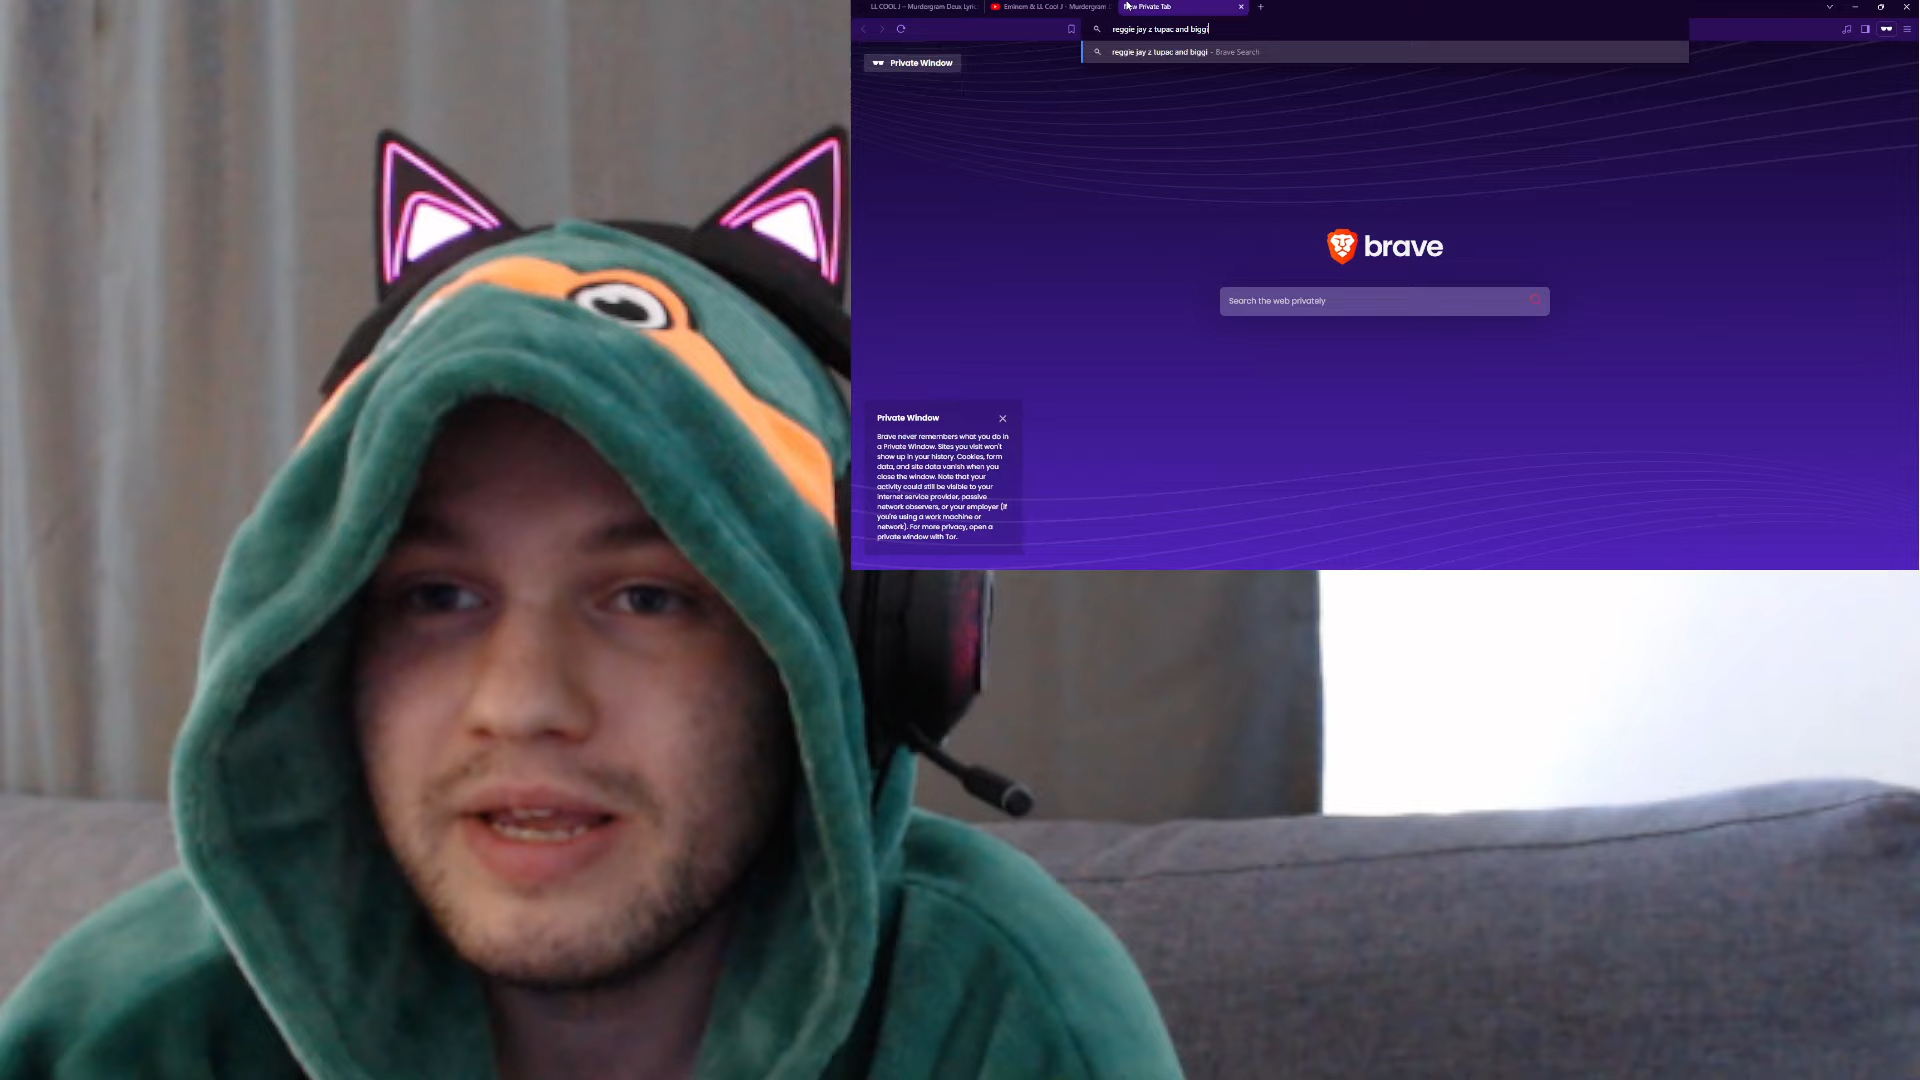 LL COOL J – Murdergram Deux Lyric
Eminem & LL Cool J - Murdergram
New Private Tab
reggie jay z tupac and biggi
reggie jay z tupac and biggi - Brave Search
Private Window
brave
Search the web privately
Private Window
Brave never remembers what you do in
a Private Window. Sites you visit won't
show up in your history. Cookies, form
data, and site data vanish when you
close the window. Note that your
activity could still be visible to your
internet service provider, passive
network observers, or your employer (if
you're using a work machine or
network). For more privacy, open a
private window with Tor.